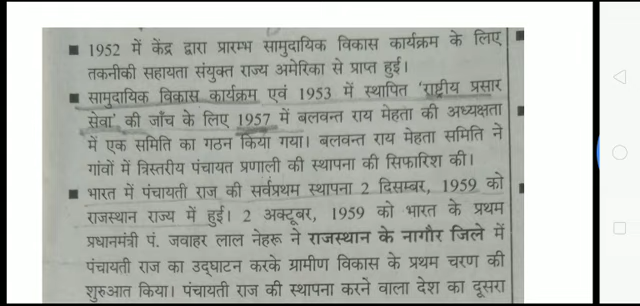 ■ 1952 में केंद्र द्वारा प्रारम्भ सामुदायिक विकास कार्यक्रम के लिए
तकनीकी सहायता संयुक्त राज्य अमेरिका से प्राप्त हुई।
■ सामुदायिक विकास कार्यक्रम एवं 1953 में स्थापित 'राष्ट्रीय प्रसार
सेवा' की जाँच के लिए 1957 में बलवन्त राय मेहता की अध्यक्षता
में एक समिति का गठन किया गया। बलवन्त राय मेहता समिति ने
गांवों में त्रिस्तरीय पंचायत प्रणाली की स्थापना की सिफारिश की।
■ भारत में पंचायती राज की सर्वप्रथम स्थापना 2 दिसम्बर, 1959 को
राजस्थान राज्य में हुई। 2 अक्टूबर, 1959 को भारत के प्रथम
प्रधानमंत्री पं. जवाहर लाल नेहरू ने राजस्थान के नागौर जिले में
पंचायती राज का उद्घाटन करके ग्रामीण विकास के प्रथम चरण की
शुरुआत किया। पंचायती राज की स्थापना करने वाला देश का दूसरा